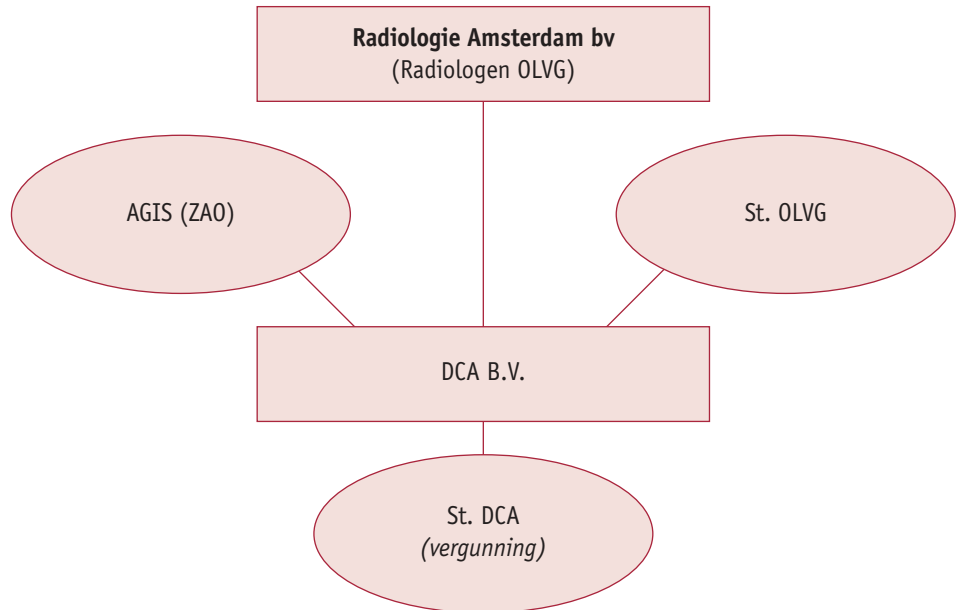 Radiologie Amsterdam bv
(Radiologen OLVG)
AGIS (ZAO)
St. OLVG
DCA B.V.
St. DCA
(vergunning)